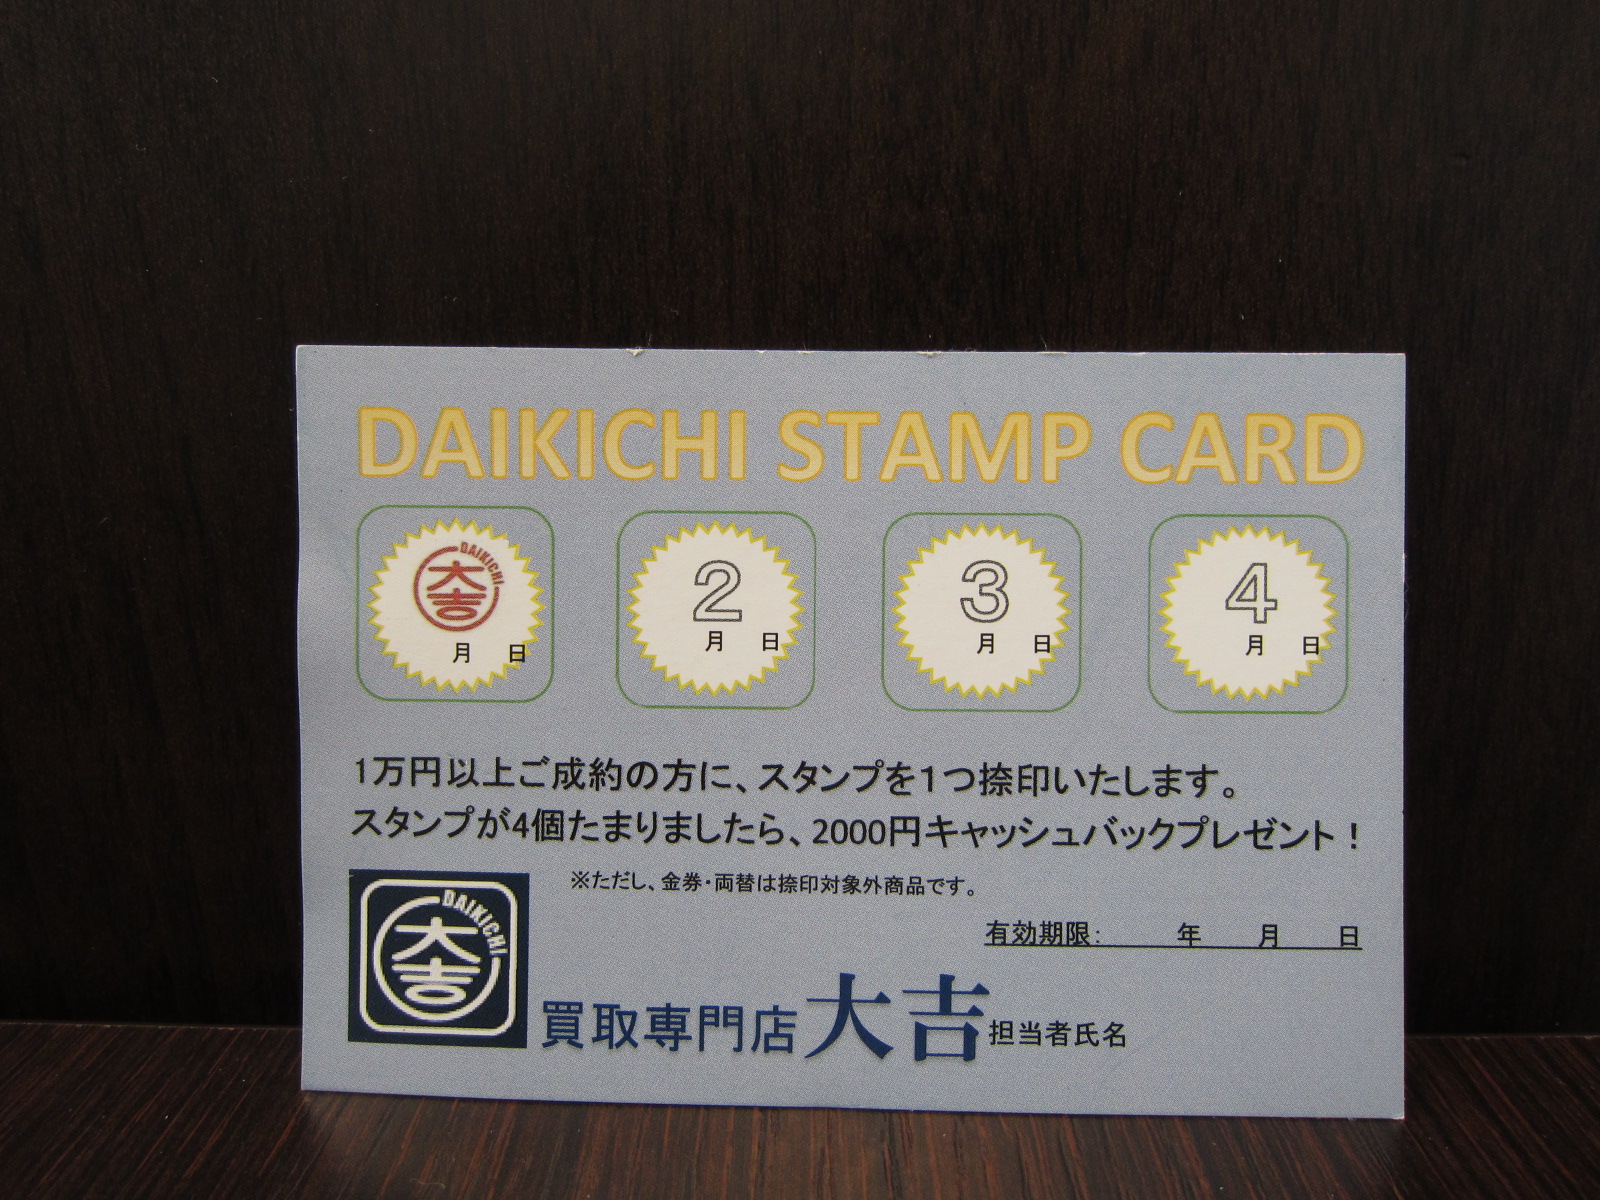 DAIKICHI STAMP CARD
DAIKICHI
大吉
月 日
2
月 日
3
月 日
4
月 日
1万円以上ご成約の方に、スタンプを1つ捺印いたします。
スタンプが4個たまりましたら、2000円キャッシュバックプレゼント！
※ただし、金券・両替は捺印対象外商品です。
有効期限： 年 月 日
DAIKICHI
大吉
買取専門店大吉担当者氏名